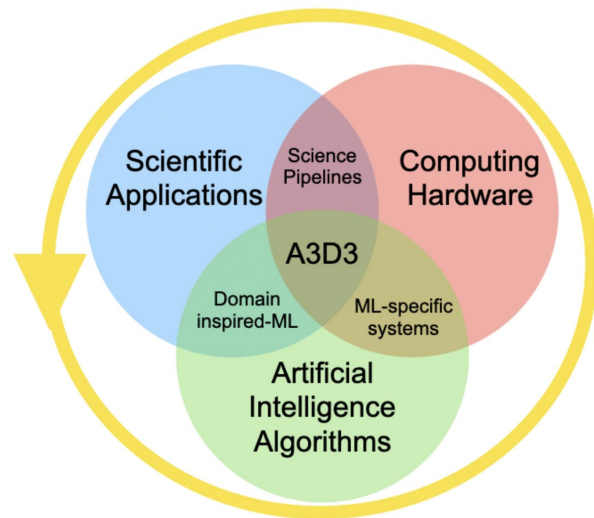 Scientific
Applications
Science
Pipelines
Computing
Hardware
A3D3
Domain
inspired-ML
ML-specific
systems
Artificial
Intelligence
Algorithms